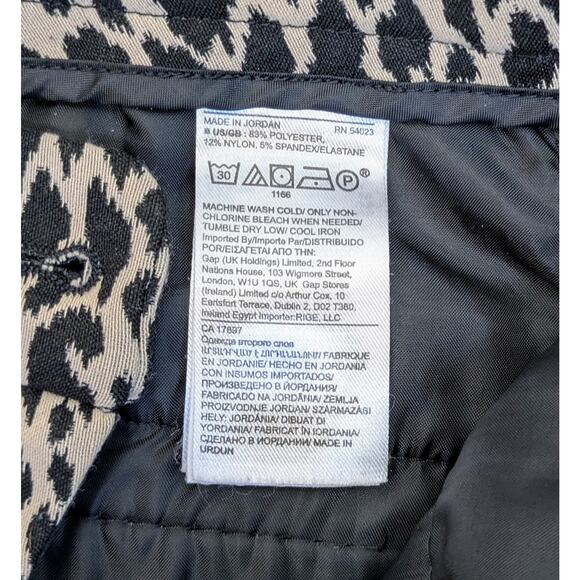 MADE IN JORDAN RN 54023
US/GB : 83% POLYESTER,
12% NYLON, 5% SPANDEX/ELASTANE
30 P ®
1166
MACHINE WASH COLD/ ONLY NON-
CHLORINE BLEACH WHEN NEEDED/
TUMBLE DRY LOW/ COOL IRON
Imported By/Importe Par/DISTRIBUIDO
POR/ΕΙΣΑΓΕΤΑΙ ΑΠΟ ΤΗΝ:
Gap (UK Holdings) Limited, 2nd Floor
Nations House, 103 Wigmore Street,
London, W1U 1QS, UK Gap Stores
(Ireland) Limited c/o Arthur Cox, 10
Earlsfort Terrace, Dublin 2, D02 T380,
Ireland Egypt Importer:RIGE, LLC
CA 17897
Одежда второго слоя
ԱՐՏԱԴՐՎԱԾ Է ՀՈՐԴԱՆԱՆՈՒՄ/ FABRIQUE
EN JORDANIE/ HECHO EN JORDANIA
CON INSUMOS IMPORTADOS/
ПРОИЗВЕДЕНО В ЙОРДАНИЯ/
FABRICADO NA JORDÂNIA/ ZEMLJA
PROIZVODNJE JORDAN/ SZÁRMAZÁSI
HELY: JORDÁNIA/ DIBUAT DI
YORDANIA/ FABRICAT ÎN IORDANIA/
СДЕЛАНО В ИОРДАНИИ/ MADE IN
URDUN